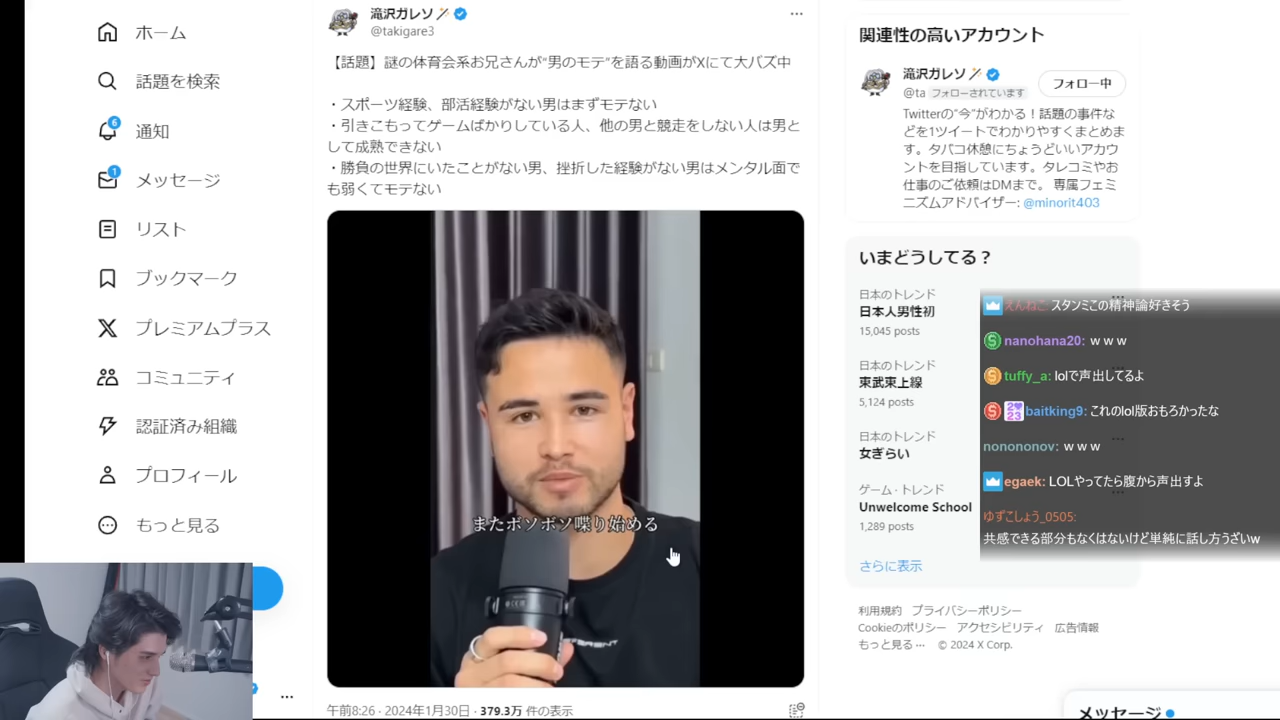 ホーム
話題を検索
6
通知
1
メッセージ
リスト
ブックマーク
プレミアムプラス
コミュニティ
認証済み組織
プロフィール
もっと見る
滝沢ガレソ
@takigare3
【話題】謎の体育会系お兄さんが“男のモテ”を語る動画がXにて大バズ中
・スポーツ経験、部活経験がない男はまずモテない
・引きこもってゲームばかりしている人、他の男と競走をしない人は男と
して成熟できない
・勝負の世界にいたことがない男、挫折した経験がない男はメンタル面で
も弱くてモテない
またボソボソ喋り始める
午前8:26 · 2024年1月30日 · 379.3万 件の表示
関連性の高いアカウント
滝沢ガレソ
@ta フォローされています
フォロー中
Twitterの“今”がわかる！話題の事件な
どを1ツイートでわかりやすくまとめま
す。タバコ休憩にちょうどいいアカウ
ントを目指しています。タレコミやお
仕事のご依頼はDMまで。 専属フェミ
ニズムアドバイザー: @minorit403
いまどうしてる？
日本のトレンド
日本人男性初
15,045 posts
日本のトレンド
東武東上線
5,124 posts
日本のトレンド
女ぎらい
ゲーム · トレンド
Unwelcome School
1,289 posts
さらに表示
えんねこ: スタンミこの精神論好きそう
nanohana20: ｗｗｗ
tuffy_a: lolで声出してるよ
baitking9: これのlol版おもろかったな
nonononov: ｗｗｗ
egaek: LOLやってたら腹から声出すよ
ゆずこしょう_0505:
共感できる部分もなくはないけど単純に話し方うざいw
利用規約 プライバシーポリシー
Cookieのポリシー アクセシビリティ 広告情報
もっと見る ··· © 2024 X Corp.
メッセージ